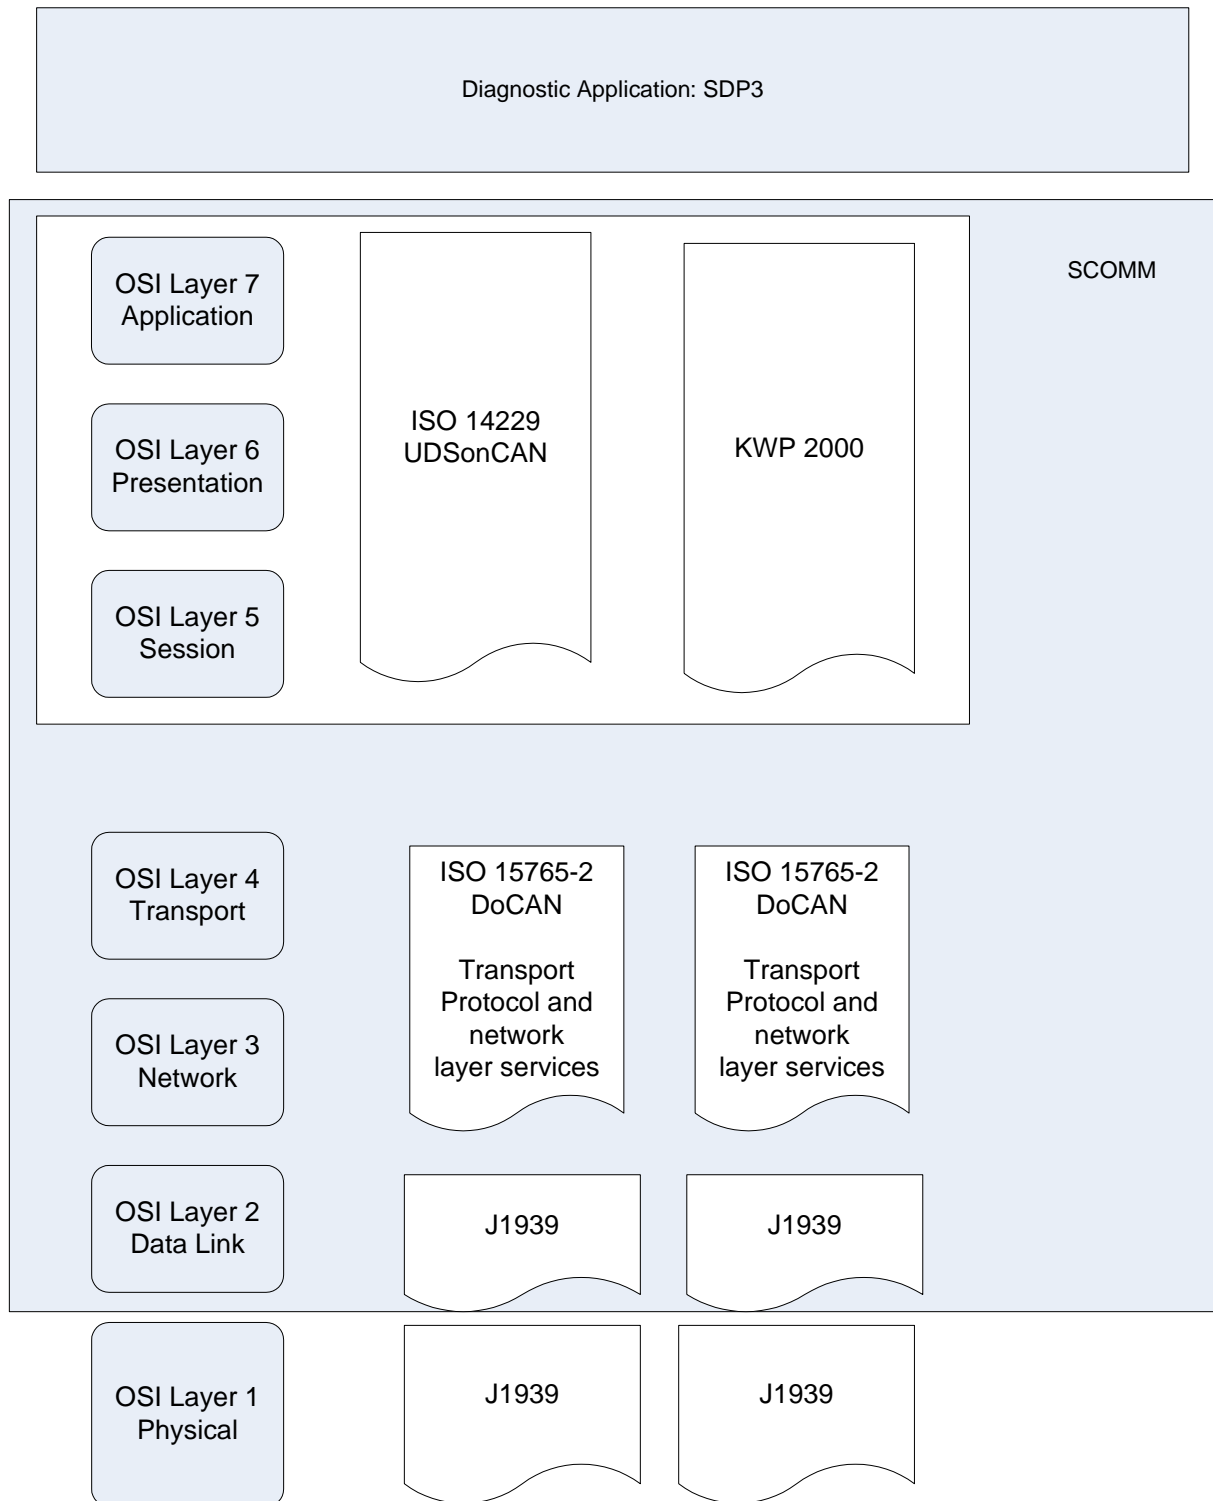 Diagnostic Application: SDP3
SCOMM
OSI Layer 7
Application
OSI Layer 6
Presentation
OSI Layer 5
Session
ISO 14229
UDSonCAN
KWP 2000
OSI Layer 4
Transport
OSI Layer 3
Network
ISO 15765-2
DoCAN
Transport
Protocol and
network
layer services
ISO 15765-2
DoCAN
Transport
Protocol and
network
layer services
OSI Layer 2
Data Link
J1939
J1939
OSI Layer 1
Physical
J1939
J1939